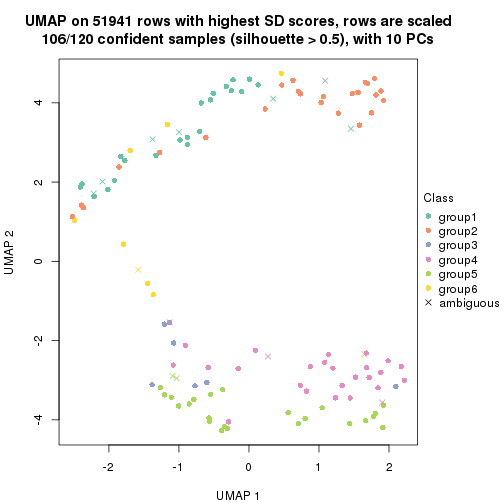 UMAP on 51941 rows with highest SD scores, rows are scaled
106/120 confident samples (silhouette > 0.5), with 10 PCs
4
2
0
-2
-4
UMAP 2
-2
-1
0
1
2
UMAP 1
Class
group1
group2
group3
group4
group5
group6
ambiguous